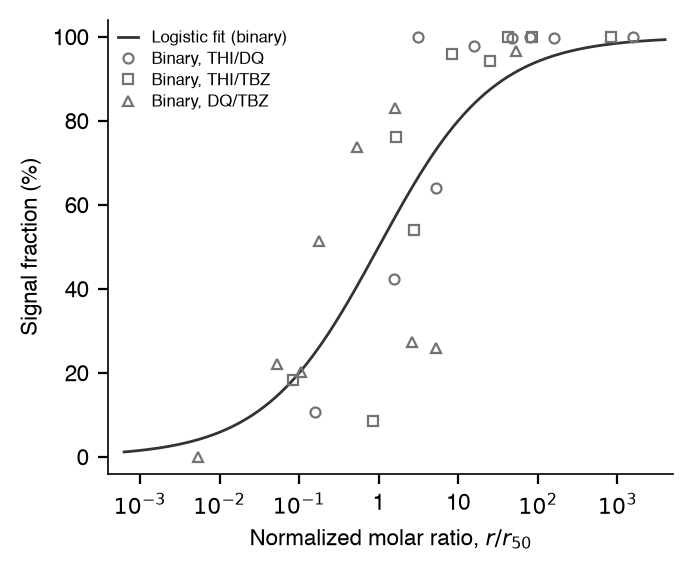 Logistic fit (binary)
Binary, THI/DQ
Binary, THI/TBZ
Binary, DQ/TBZ
100
80
60
40
20
0
Signal fraction (%)
10⁻³ 10⁻² 10⁻¹ 1 10 10² 10³
Normalized molar ratio, r/r₅₀